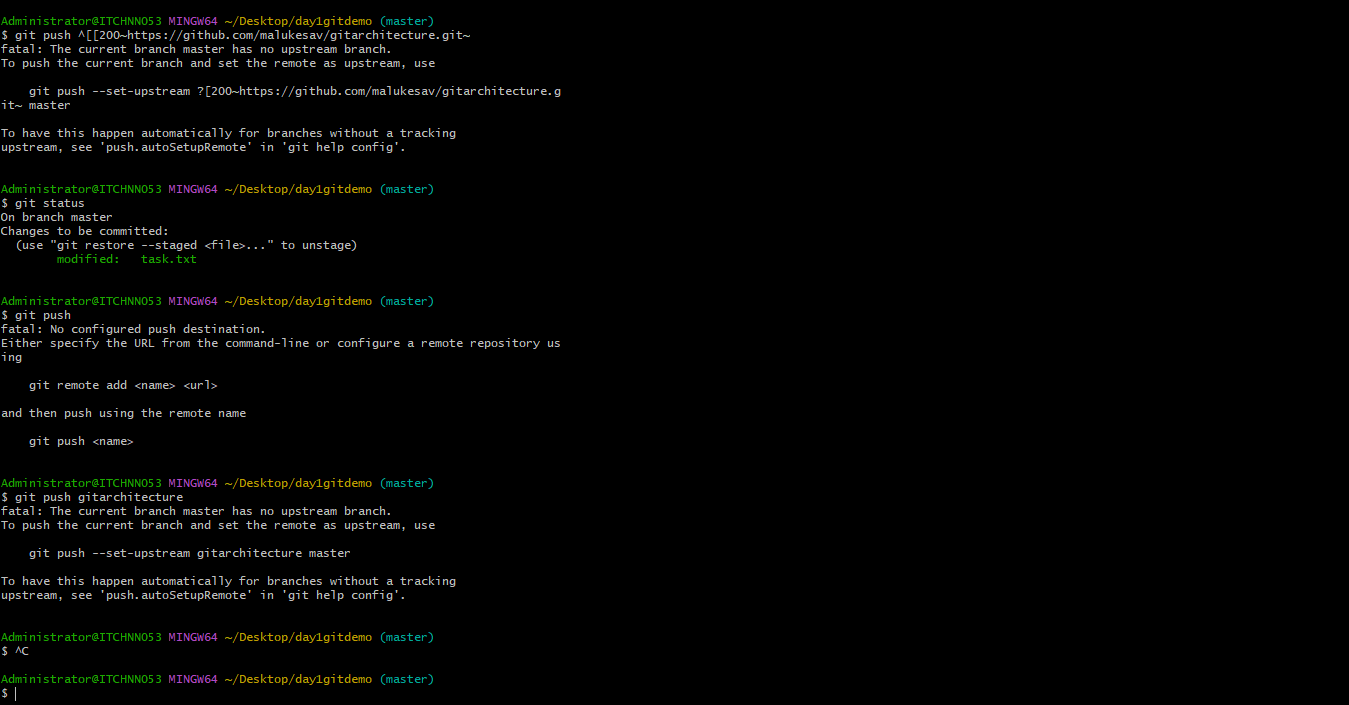 Administrator@ITCHNN053 MINGW64 ~/Desktop/day1gitdemo (master)
$ git push ^[[200~https://github.com/malukesav/gitarchitecture.git~
fatal: The current branch master has no upstream branch.
To push the current branch and set the remote as upstream, use
    git push --set-upstream ?[200~https://github.com/malukesav/gitarchitecture.g
it~ master
To have this happen automatically for branches without a tracking
upstream, see 'push.autoSetupRemote' in 'git help config'.
Administrator@ITCHNN053 MINGW64 ~/Desktop/day1gitdemo (master)
$ git status
On branch master
Changes to be committed:
  (use "git restore --staged <file>..." to unstage)
        modified:   task.txt
Administrator@ITCHNN053 MINGW64 ~/Desktop/day1gitdemo (master)
$ git push
fatal: No configured push destination.
Either specify the URL from the command-line or configure a remote repository us
ing
    git remote add <name> <url>
and then push using the remote name
    git push <name>
Administrator@ITCHNN053 MINGW64 ~/Desktop/day1gitdemo (master)
$ git push gitarchitecture
fatal: The current branch master has no upstream branch.
To push the current branch and set the remote as upstream, use
    git push --set-upstream gitarchitecture master
To have this happen automatically for branches without a tracking
upstream, see 'push.autoSetupRemote' in 'git help config'.
Administrator@ITCHNN053 MINGW64 ~/Desktop/day1gitdemo (master)
$ ^C
Administrator@ITCHNN053 MINGW64 ~/Desktop/day1gitdemo (master)
$